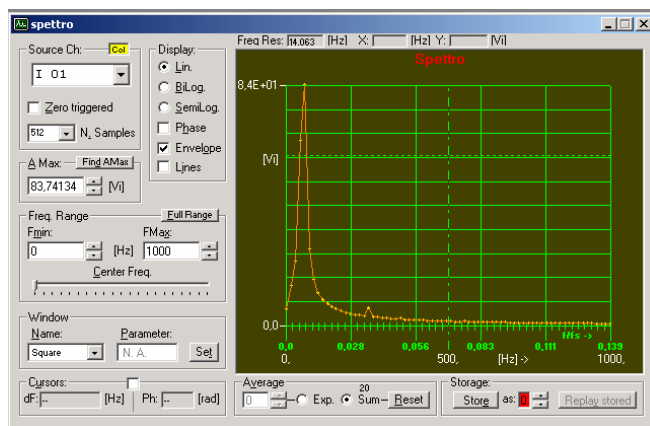 spettro
Source Ch: Col
I 01
Zero triggered
512 N. Samples
A Max: Find AMax
83,74134 [Vi]
Freq. Range Full Range
Fmin: FMax:
0 [Hz] 1000
Center Freq.
Window
Name: Parameter:
Square N. A. Set
Cursors:
dF: -- [Hz] Ph: -- [rad]
Display:
Lin.
BiLog.
SemiLog.
Phase
Envelope
Lines
Freq Res: 14.063 [Hz] X: [Hz] Y: [Vi]
Spettro
8,4E+01
[Vi]
0,0
f/fs ->
0,0 0,028 0,056 0,083 0,111 0,139
0, 500, [Hz] -> 1000,
Average
0 Exp. 20 Sum Reset
Storage:
Store as: 0 Replay stored